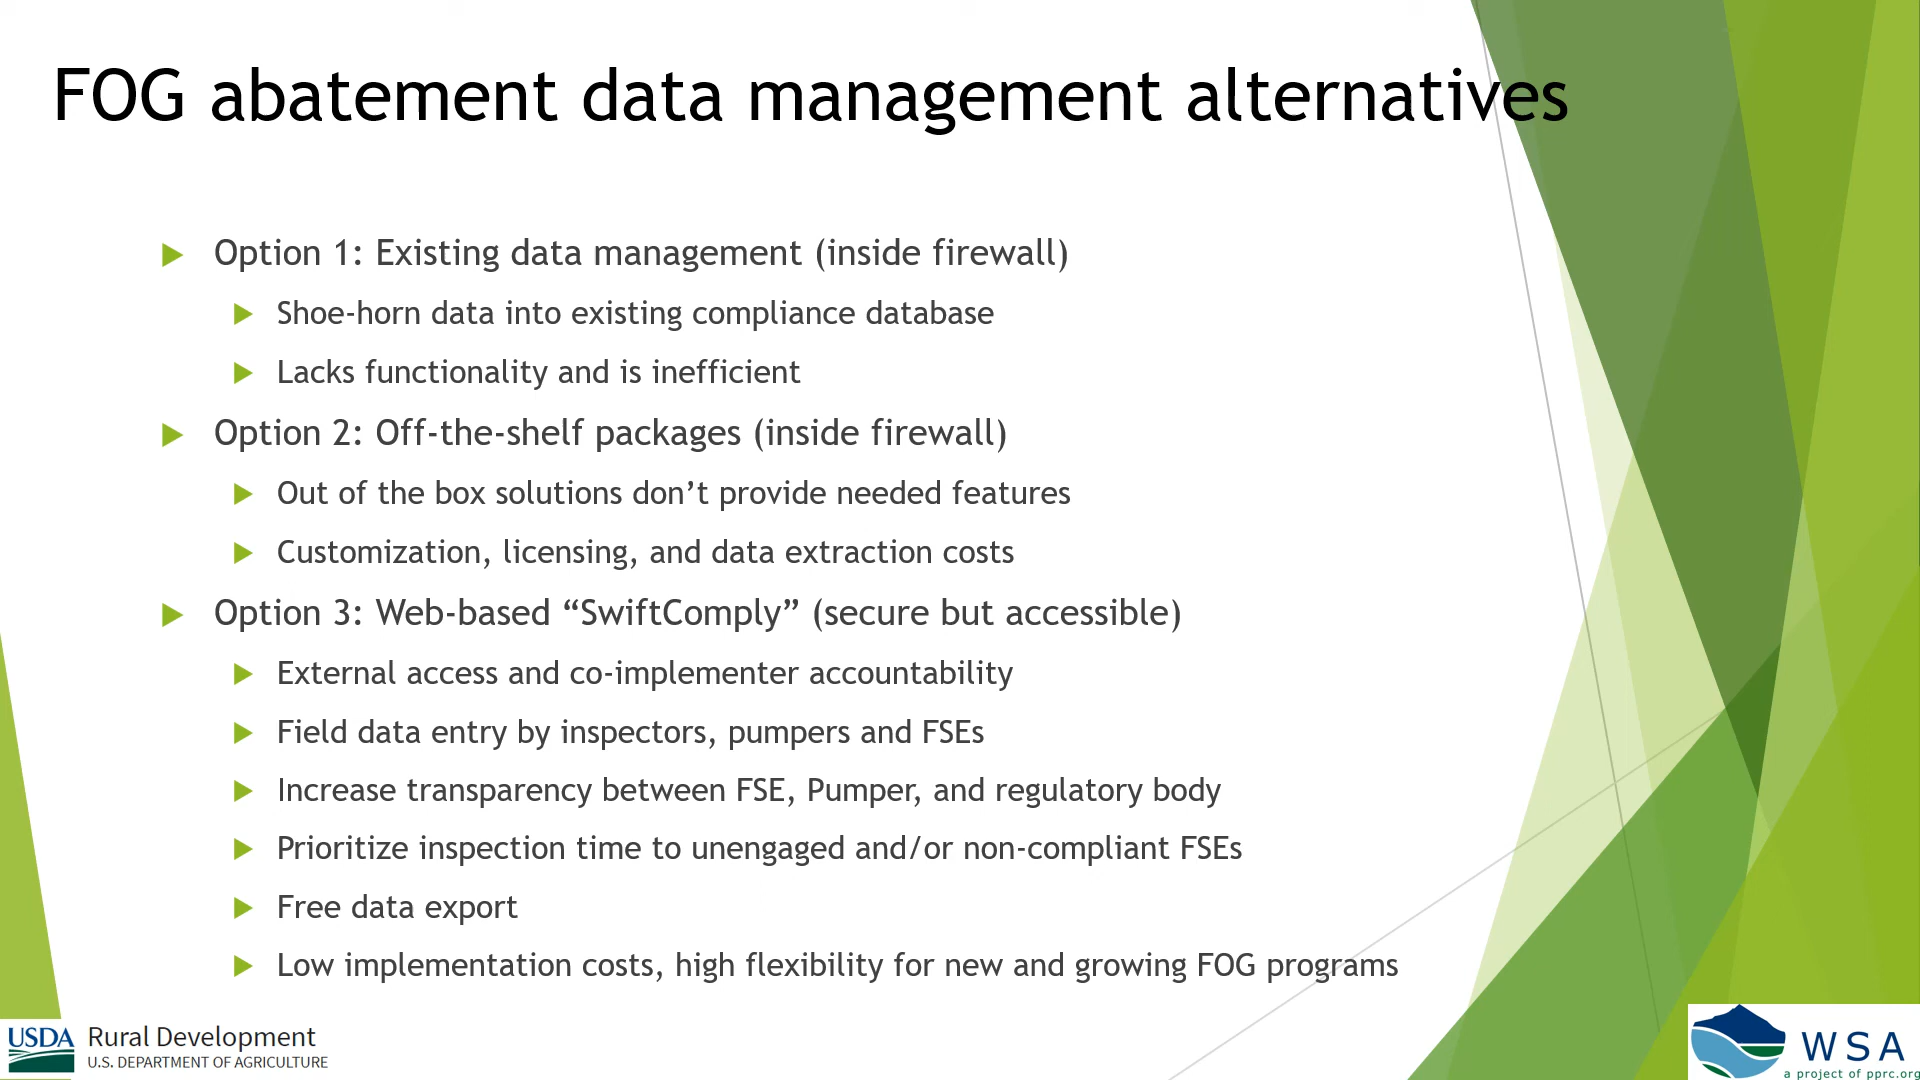 FOG abatement data management alternatives
Option 1: Existing data management (inside firewall)
Shoe-horn data into existing compliance database
Lacks functionality and is inefficient
Option 2: Off-the-shelf packages (inside firewall)
Out of the box solutions don’t provide needed features
Customization, licensing, and data extraction costs
Option 3: Web-based “SwiftComply” (secure but accessible)
External access and co-implementer accountability
Field data entry by inspectors, pumpers and FSEs
Increase transparency between FSE, Pumper, and regulatory body
Prioritize inspection time to unengaged and/or non-compliant FSEs
Free data export
Low implementation costs, high flexibility for new and growing FOG programs
USDA Rural Development
U.S. DEPARTMENT OF AGRICULTURE
WSA
a project of pprc.org